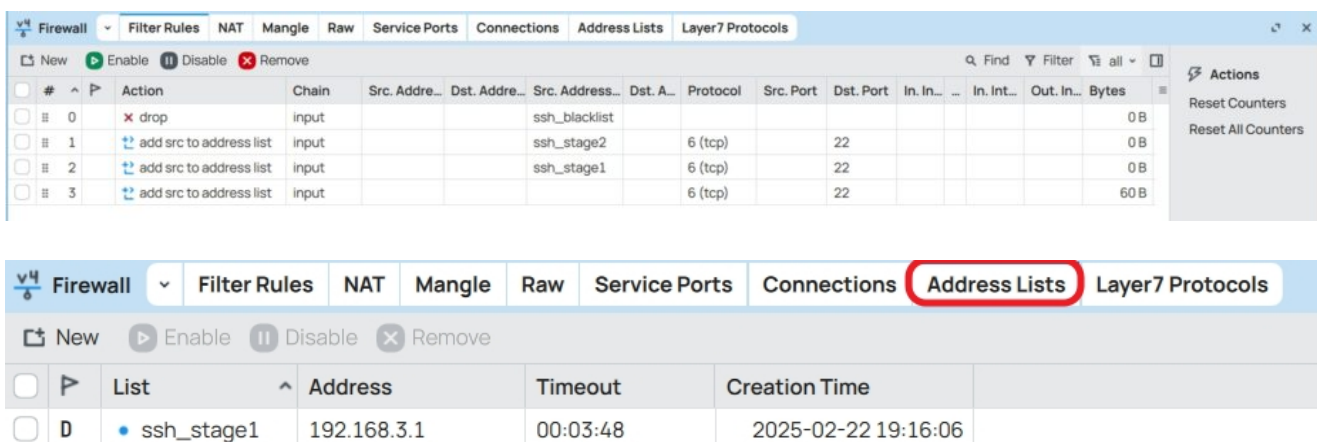 Firewall Filter Rules NAT Mangle Raw Service Ports Connections Address Lists Layer7 Protocols
New Enable Disable Remove Find Filter all
# Action Chain Src. Addre... Dst. Addre... Src. Address... Dst. A... Protocol Src. Port Dst. Port In. In... ... In. Int... Out. In... Bytes
0 drop input ssh_blacklist 0 B
1 add src to address list input ssh_stage2 6 (tcp) 22 0 B
2 add src to address list input ssh_stage1 6 (tcp) 22 0 B
3 add src to address list input 6 (tcp) 22 60 B
Actions
Reset Counters
Reset All Counters
Firewall Filter Rules NAT Mangle Raw Service Ports Connections Address Lists Layer7 Protocols
New Enable Disable Remove
List Address Timeout Creation Time
D ssh_stage1 192.168.3.1 00:03:48 2025-02-22 19:16:06